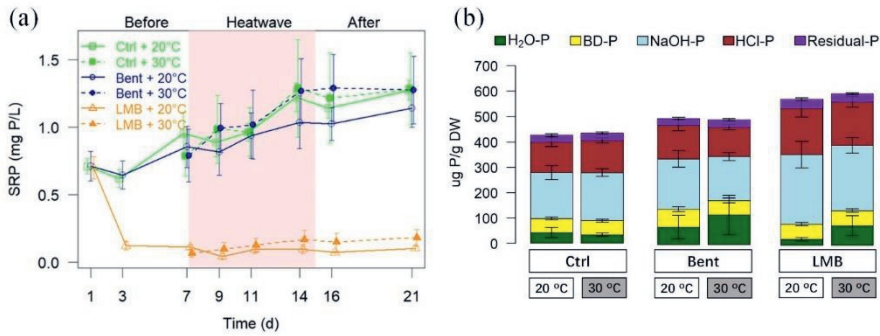 (a)
Before Heatwave After
Ctrl + 20°C
Ctrl + 30°C
Bent + 20°C
Bent + 30°C
LMB + 20°C
LMB + 30°C
SRP (mg P/L)
1.5
1.0
0.5
0.0
1 3 7 9 11 14 16 21
Time (d)
(b)
H₂O-P BD-P NaOH-P HCl-P Residual-P
ug P/g DW
700
600
500
400
300
200
100
0
Ctrl Bent LMB
20 °C 30 °C 20 °C 30 °C 20 °C 30 °C